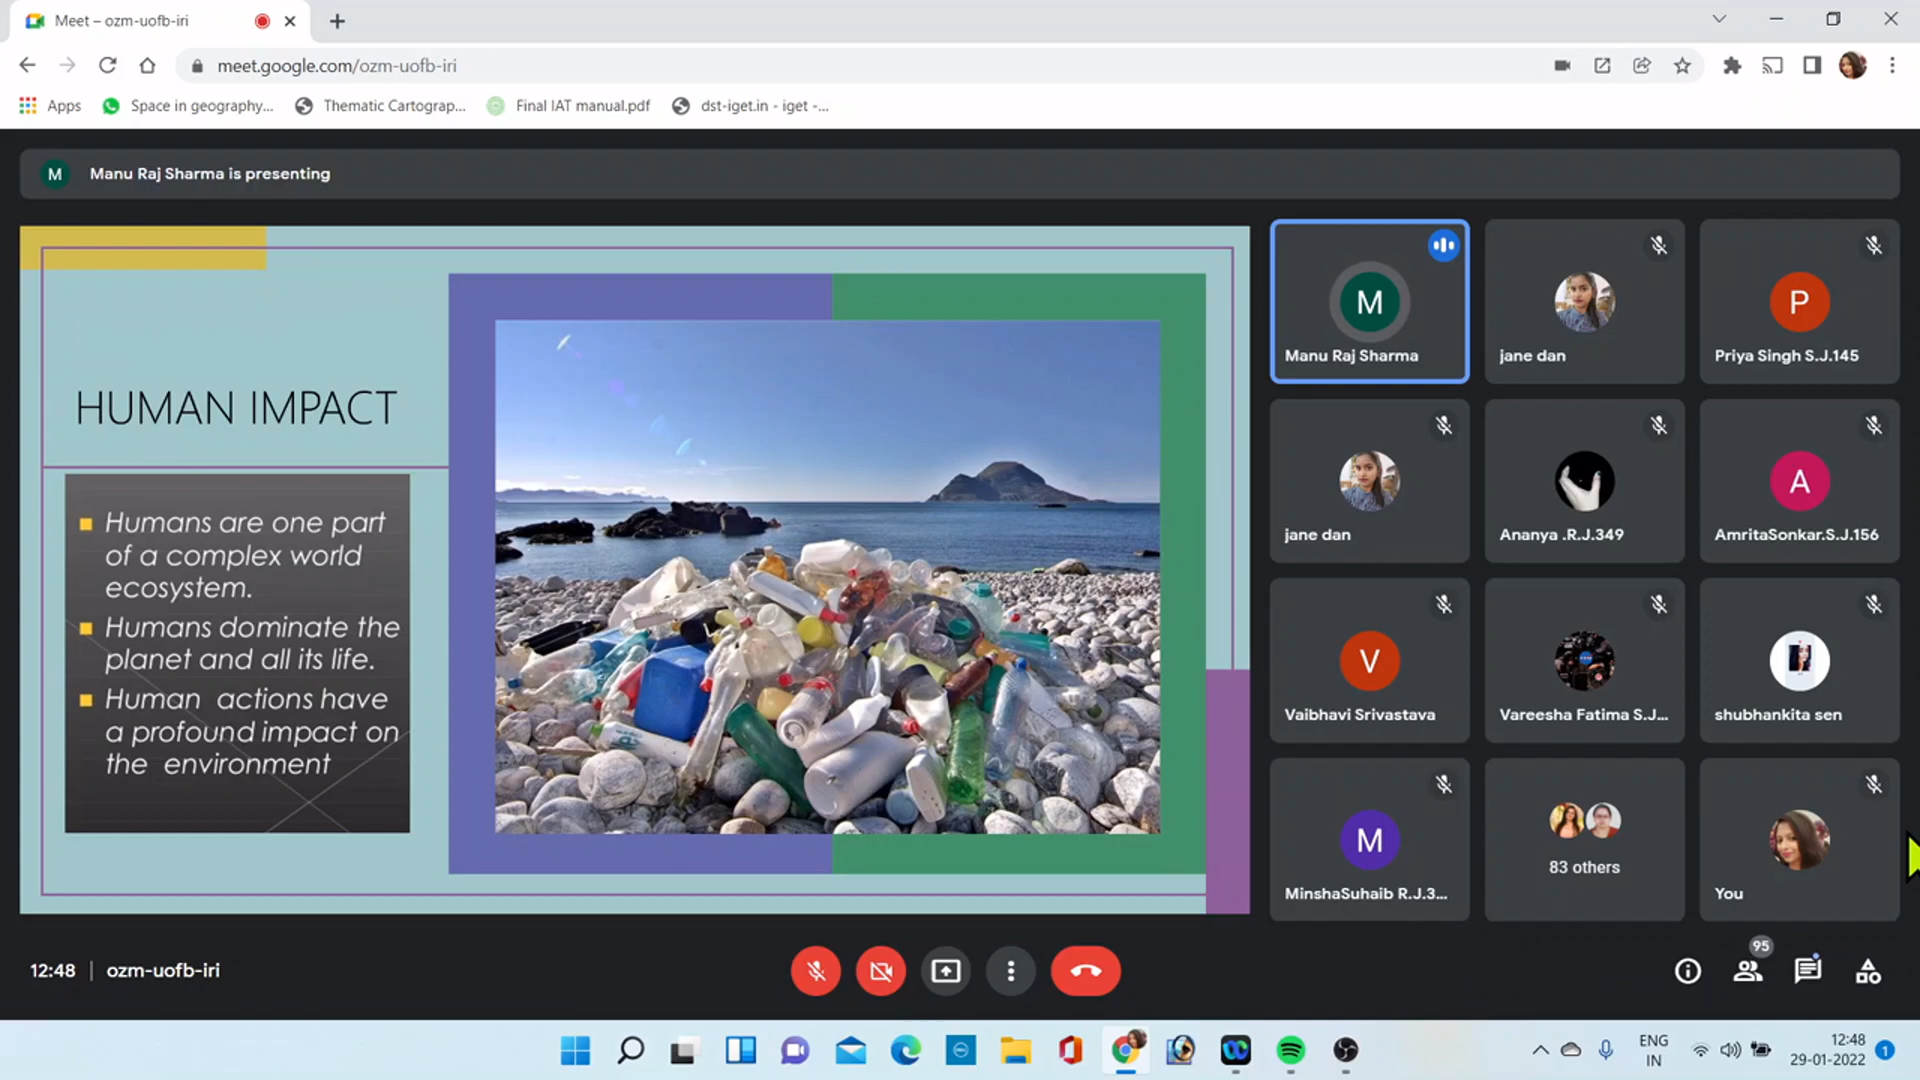 Meet – ozm-uofb-iri
meet.google.com/ozm-uofb-iri
Apps
Space in geography...
Thematic Cartograp...
Final IAT manual.pdf
dst-iget.in - iget -...
M
Manu Raj Sharma is presenting
HUMAN IMPACT
Humans are one part
of a complex world
ecosystem.
Humans dominate the
planet and all its life.
Human actions have
a profound impact on
the environment
M
Manu Raj Sharma
jane dan
P
Priya Singh S.J.145
jane dan
Ananya .R.J.349
A
AmritaSonkar.S.J.156
V
Vaibhavi Srivastava
Vareesha Fatima S.J...
shubhankita sen
M
MinshaSuhaib R.J.3...
83 others
You
12:48
ozm-uofb-iri
95
ENG
IN
12:48
29-01-2022
1